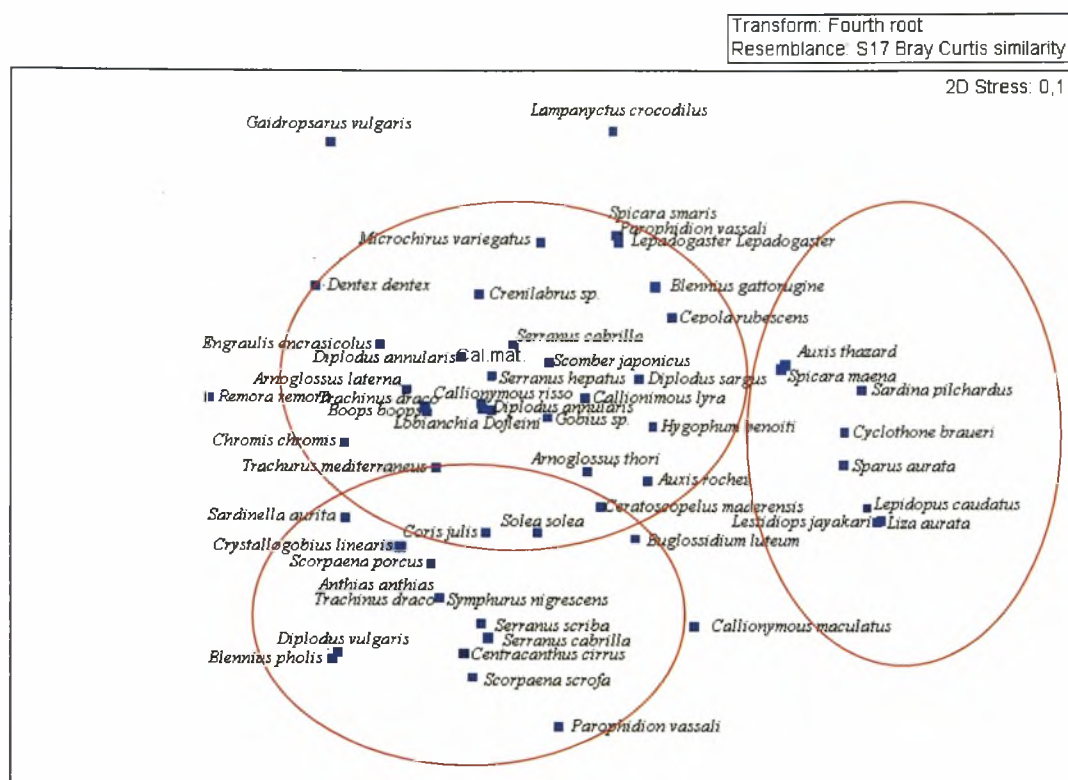 Transform: Fourth root
Resemblance: S17 Bray Curtis similarity
2D Stress: 0,1
Lampanyctus crocodilus
Gaidropsarus vulgaris
Spicara smaris
Parophidion vassali
Microchirus variegatus
Lepadogaster Lepadogaster
Dentex dentex
Blennius gattorugine
Crenilabrus sp.
Cepola rubescens
Serranus cabrilla
Engraulis encrasicolus
Diplodus annularis
Cal.mat.
Scomber japonicus
Auxis thazard
Spicara maena
Serranus hepatus
Diplodus sargus
Arnoglossus laterna
Sardina pilchardus
Remora remora
Trachinus draco
Callionymous risso
Callionimous lyra
Boops boops
Diplodus annularis
Lobianchia Dofleini
Gobius sp.
Hygophum benoiti
Cyclothone braueri
Chromis chromis
Trachurus mediterraneus
Arnoglossus thori
Sparus aurata
Auxis rochei
Ceratoscopelus maderensis
Lepidopus caudatus
Sardinella aurita
Lestidiops jayakari
Liza aurata
Coris julis
Solea solea
Buglossidium luteum
Crystallogobius linearis
Scorpaena porcus
Anthias anthias
Trachinus draco
Symphurus nigrescens
Serranus scriba
Callionymous maculatus
Diplodus vulgaris
Serranus cabrilla
Blennius pholis
Centracanthus cirrus
Scorpaena scrofa
Parophidion vassali